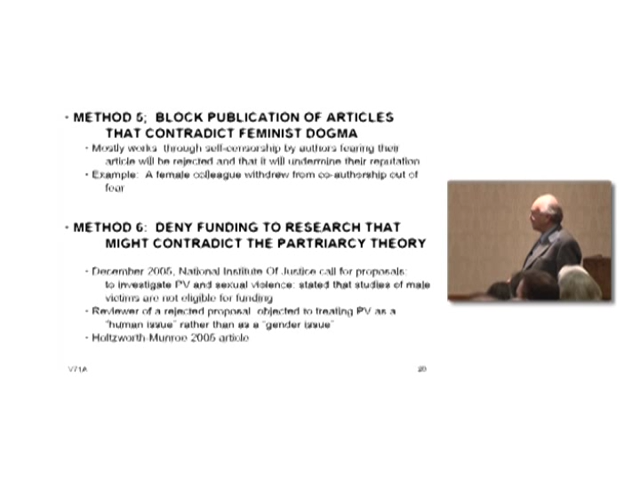 · METHOD 5; BLOCK PUBLICATION OF ARTICLES
THAT CONTRADICT FEMINIST DOGMA
· Mostly works through self-censorship by authors fearing their
article will be rejected and that it will undermine their reputation
· Example: A female colleague withdrew from co-authorship out of
fear
· METHOD 6: DENY FUNDING TO RESEARCH THAT
MIGHT CONTRADICT THE PARTRIARCY THEORY
· December 2005, National Institute Of Justice call for proposals:
to investigate PV and sexual violence: stated that studies of male
victims are not eligible for funding
· Reviewer of a rejected proposal objected to treating PV as a
"human issue" rather than as a "gender issue"
· Holtzworth-Munroe 2005 article
V71A 20